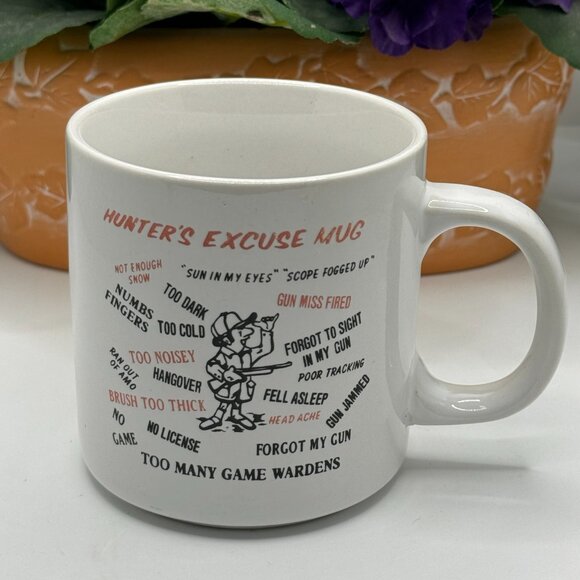 HUNTER'S EXCUSE MUG
NOT ENOUGH
SNOW
"SUN IN MY EYES" "SCOPE FOGGED UP"
NUMBS
FINGERS
TOO DARK
GUN MISS FIRED
TOO COLD
FORGOT TO SIGHT
IN MY GUN
TOO NOISEY
POOR TRACKING
RAN OUT
OF AMO
HANGOVER
FELL ASLEEP
GUN JAMMED
BRUSH TOO THICK
HEAD ACHE
NO
GAME
NO LICENSE
FORGOT MY GUN
TOO MANY GAME WARDENS